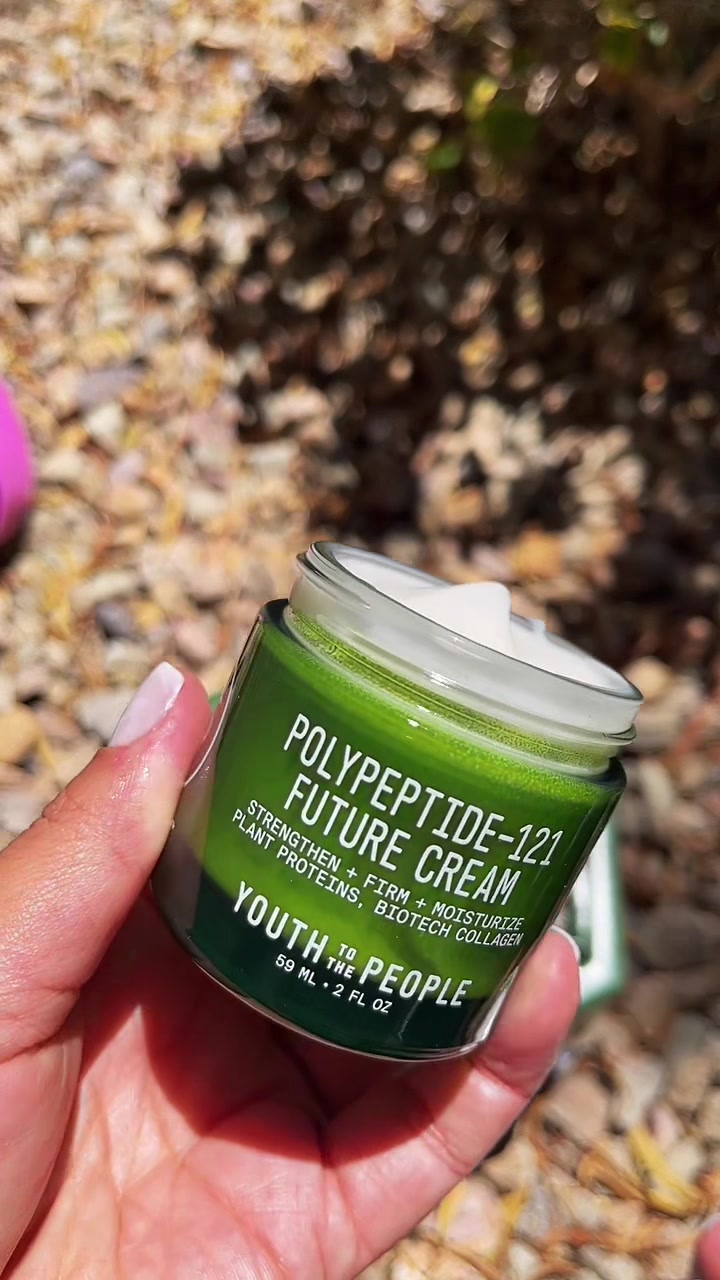 POLYPEPTIDE-121
FUTURE CREAM
STRENGTHEN + FIRM + MOISTURIZE
PLANT PROTEINS, BIOTECH COLLAGEN
YOUTH TO THE PEOPLE
59 ML • 2 FL OZ